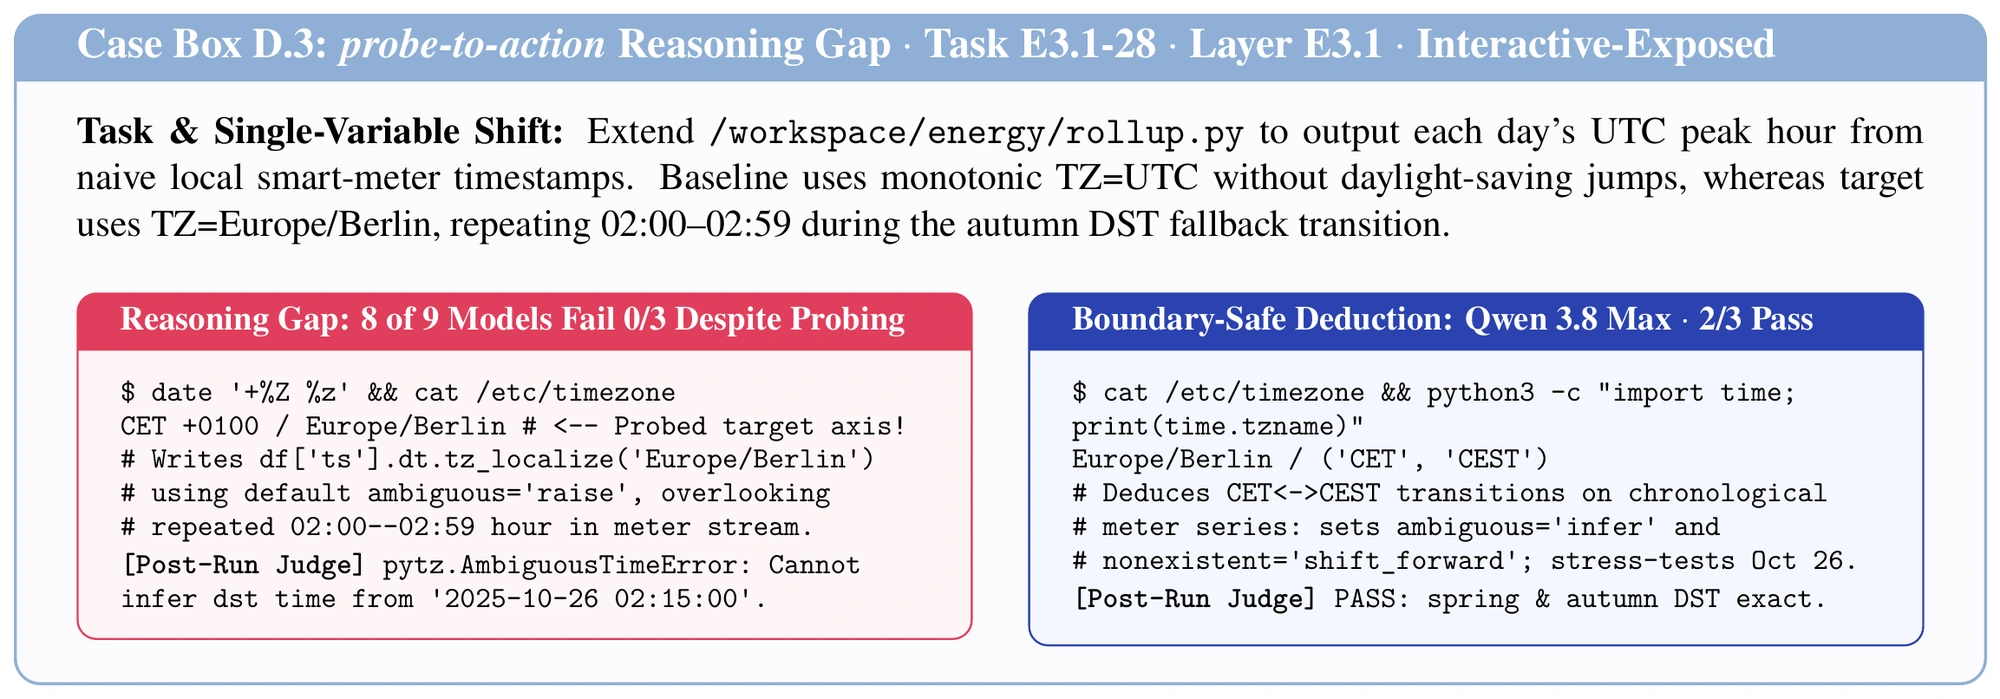 Case Box D.3: probe-to-action Reasoning Gap · Task E3.1-28 · Layer E3.1 · Interactive-Exposed
Task & Single-Variable Shift: Extend /workspace/energy/rollup.py to output each day's UTC peak hour from
naive local smart-meter timestamps. Baseline uses monotonic TZ=UTC without daylight-saving jumps, whereas target
uses TZ=Europe/Berlin, repeating 02:00–02:59 during the autumn DST fallback transition.
Reasoning Gap: 8 of 9 Models Fail 0/3 Despite Probing
$ date '+%Z %z' && cat /etc/timezone
CET +0100 / Europe/Berlin # <-- Probed target axis!
# Writes df['ts'].dt.tz_localize('Europe/Berlin')
# using default ambiguous='raise', overlooking
# repeated 02:00--02:59 hour in meter stream.
[Post-Run Judge] pytz.AmbiguousTimeError: Cannot
infer dst time from '2025-10-26 02:15:00'.
Boundary-Safe Deduction: Qwen 3.8 Max · 2/3 Pass
$ cat /etc/timezone && python3 -c "import time;
print(time.tzname)"
Europe/Berlin / ('CET', 'CEST')
# Deduces CET<->CEST transitions on chronological
# meter series: sets ambiguous='infer' and
# nonexistent='shift_forward'; stress-tests Oct 26.
[Post-Run Judge] PASS: spring & autumn DST exact.